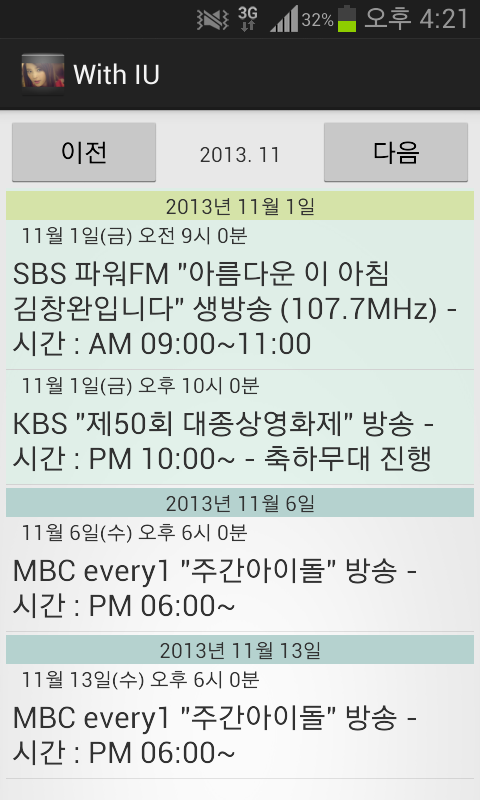 3G 32% 오후 4:21
With IU
이전 2013. 11 다음
2013년 11월 1일
11월 1일(금) 오전 9시 0분
SBS 파워FM "아름다운 이 아침
김창완입니다" 생방송 (107.7MHz) -
시간 : AM 09:00~11:00
11월 1일(금) 오후 10시 0분
KBS "제50회 대종상영화제" 방송 -
시간 : PM 10:00~ - 축하무대 진행
2013년 11월 6일
11월 6일(수) 오후 6시 0분
MBC every1 "주간아이돌" 방송 -
시간 : PM 06:00~
2013년 11월 13일
11월 13일(수) 오후 6시 0분
MBC every1 "주간아이돌" 방송 -
시간 : PM 06:00~